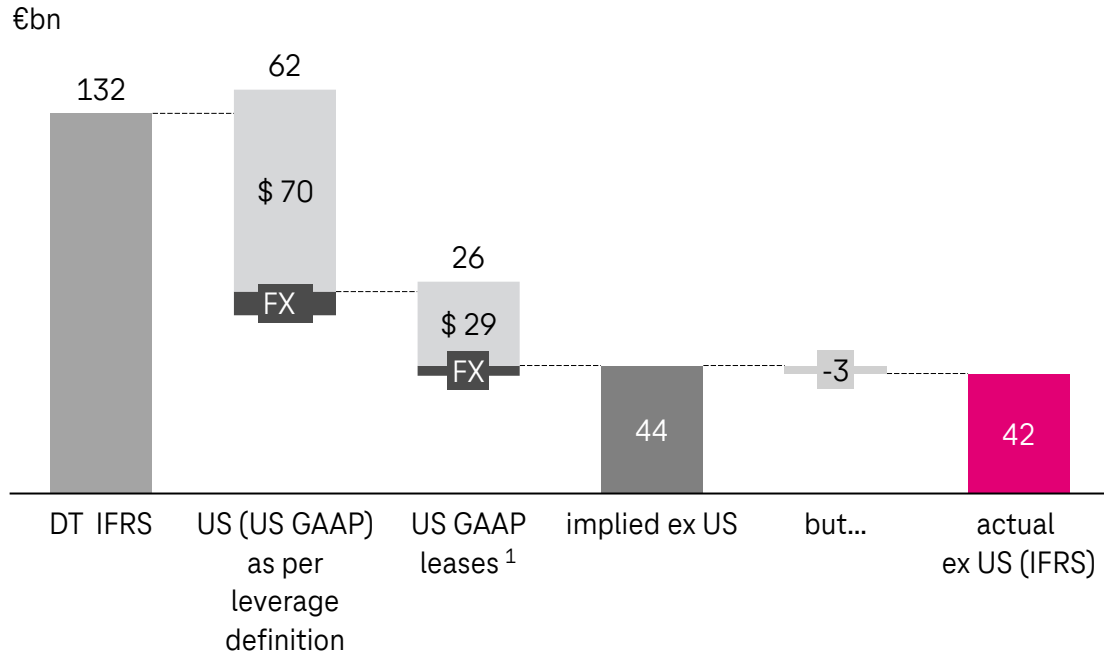 €bn
132
62
$ 70
FX
26
$ 29
FX
44
-3
42
DT IFRS
US (US GAAP)
as per
leverage
definition
US GAAP
leases 1
implied ex US
but...
actual
ex US (IFRS)